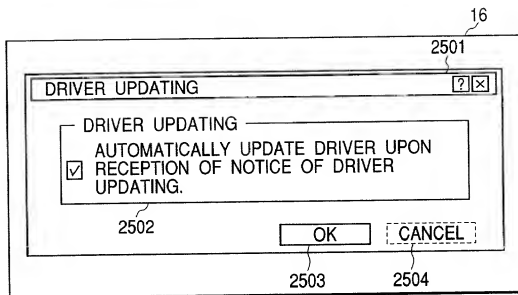 16
2501
DRIVER UPDATING
?
DRIVER UPDATING
☑ AUTOMATICALLY UPDATE DRIVER UPON
RECEPTION OF NOTICE OF DRIVER
UPDATING.
2502
OK
CANCEL
2503
2504